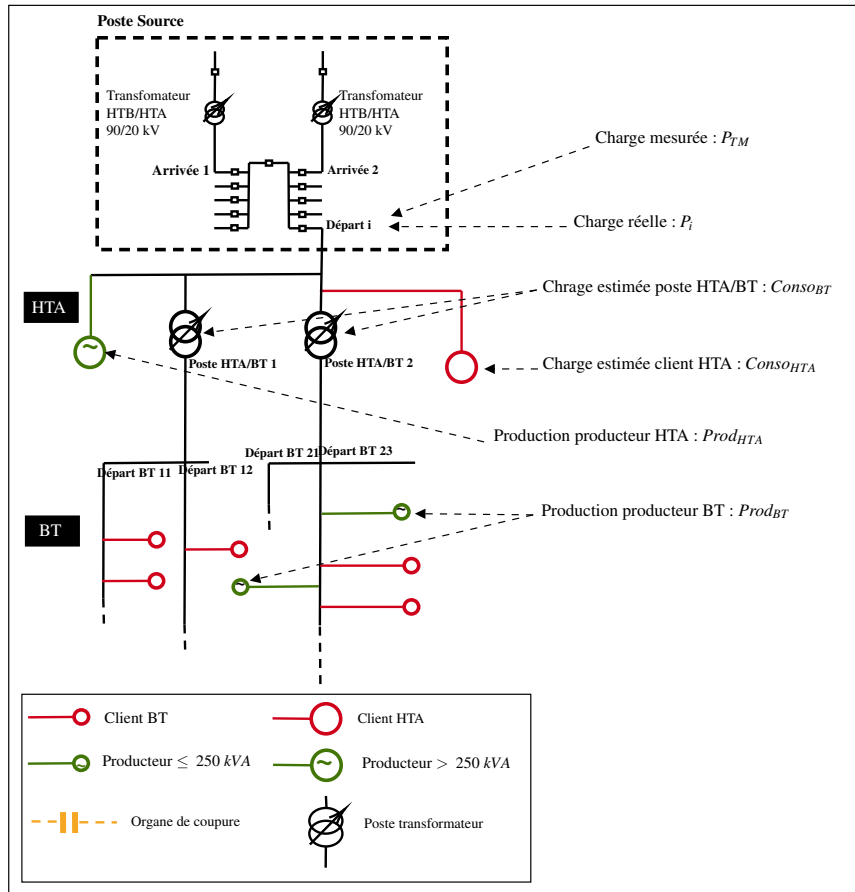 Poste Source
Transfomateur
HTB/HTA
90/20 kV
Transfomateur
HTB/HTA
90/20 kV
Arrivée 1
Arrivée 2
Départ i
Charge mesurée : P_TM
Charge réelle : P_i
HTA
Chrage estimée poste HTA/BT : Conso_BT
Poste HTA/BT 1
Poste HTA/BT 2
Charge estimée client HTA : Conso_HTA
Production producteur HTA : Prod_HTA
Départ BT 11
Départ BT 12
Départ BT 21
Départ BT 23
BT
Production producteur BT : Prod_BT
Client BT
Client HTA
Producteur ≤ 250 kVA
Producteur > 250 kVA
Organe de coupure
Poste transformateur